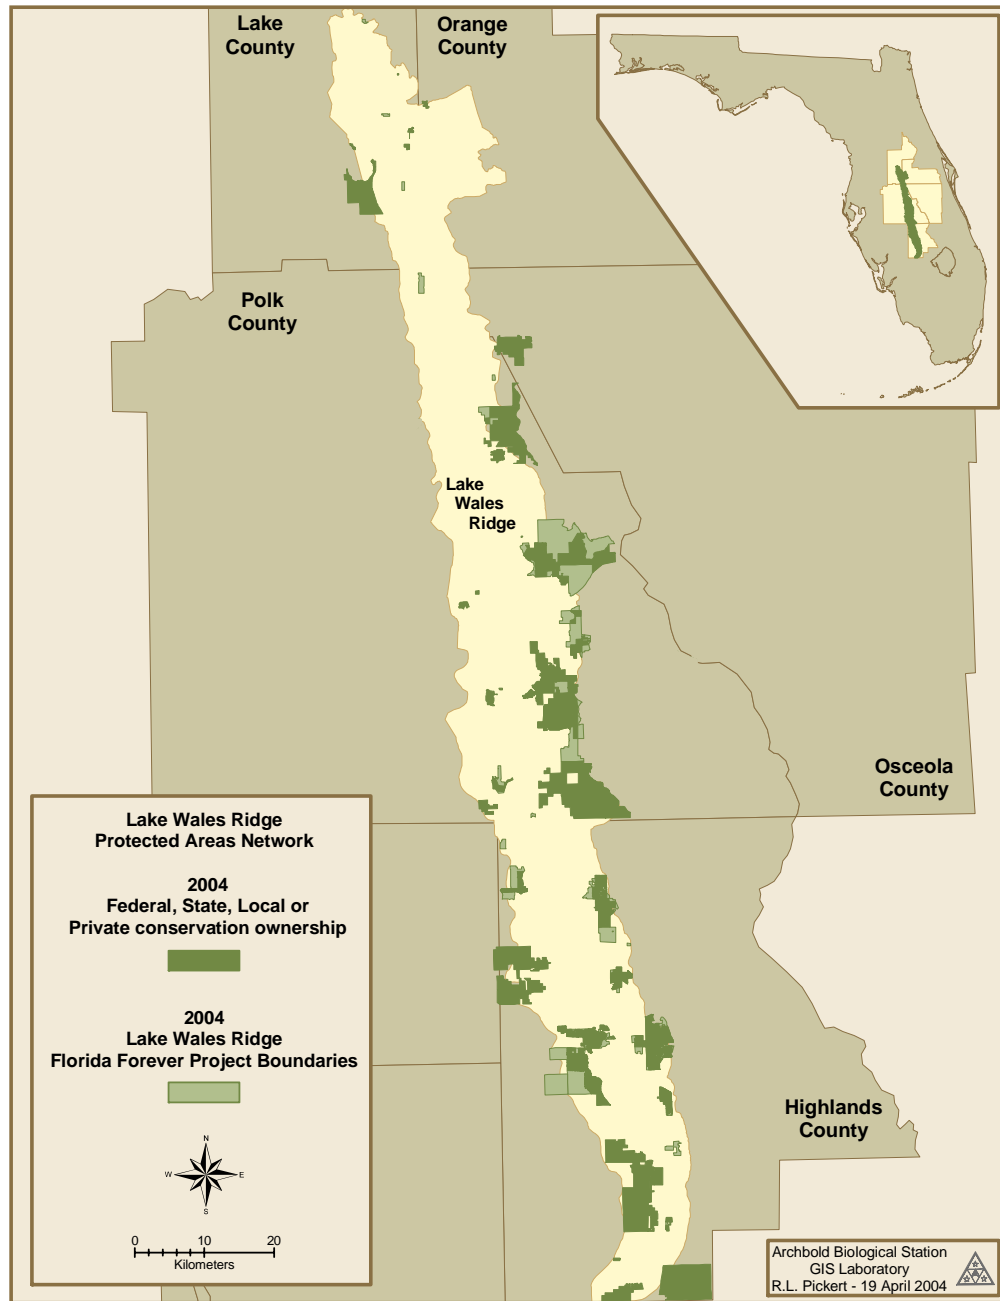 Lake
County
Orange
County
Polk
County
Lake
Wales
Ridge
Osceola
County
Lake Wales Ridge
Protected Areas Network
2004
Federal, State, Local or
Private conservation ownership
2004
Lake Wales Ridge
Florida Forever Project Boundaries
N
W E
S
0 10 20
Kilometers
Highlands
County
Archbold Biological Station
GIS Laboratory
R.L. Pickert - 19 April 2004